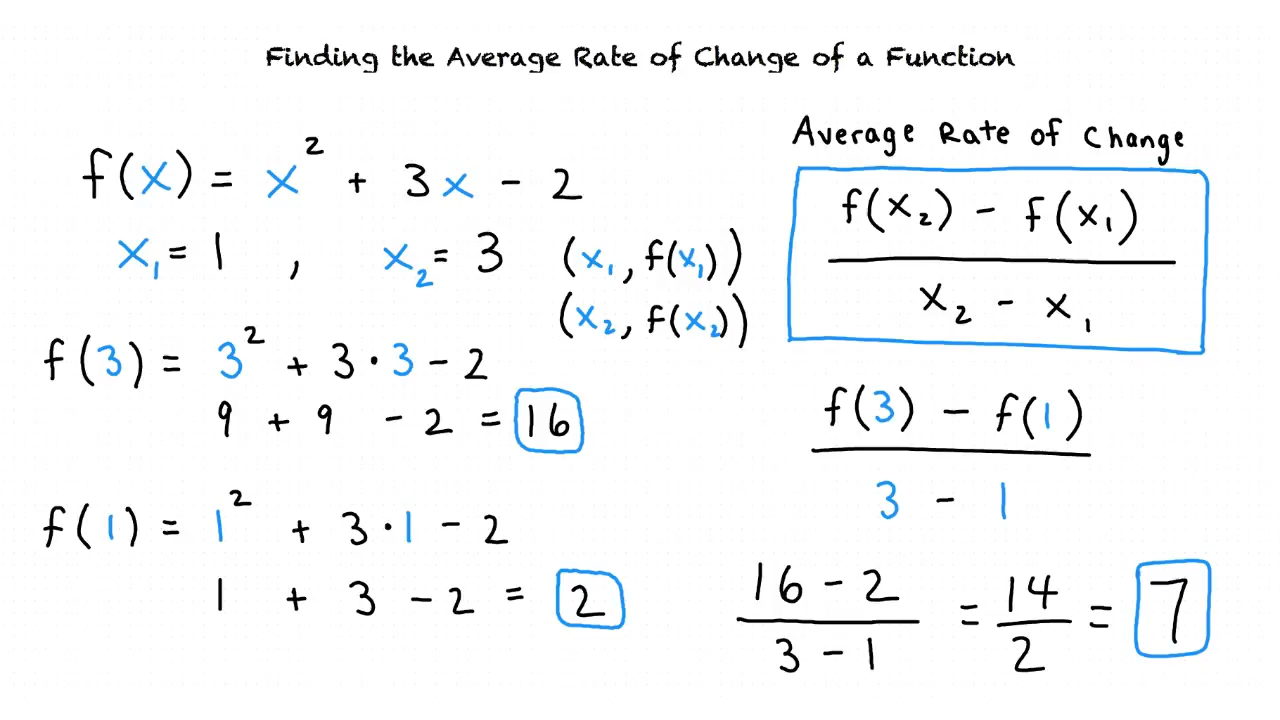 Finding the Average Rate of Change of a Function
f(x) = x² + 3x - 2
x₁ = 1 , x₂ = 3
(x₁, f(x₁))
(x₂, f(x₂))
f(3) = 3² + 3·3 - 2
9 + 9 - 2 = 16
f(1) = 1² + 3·1 - 2
1 + 3 - 2 = 2
Average Rate of Change
f(x₂) - f(x₁)
x₂ - x₁
f(3) - f(1)
3 - 1
16 - 2 = 14 = 7
3 - 1 2